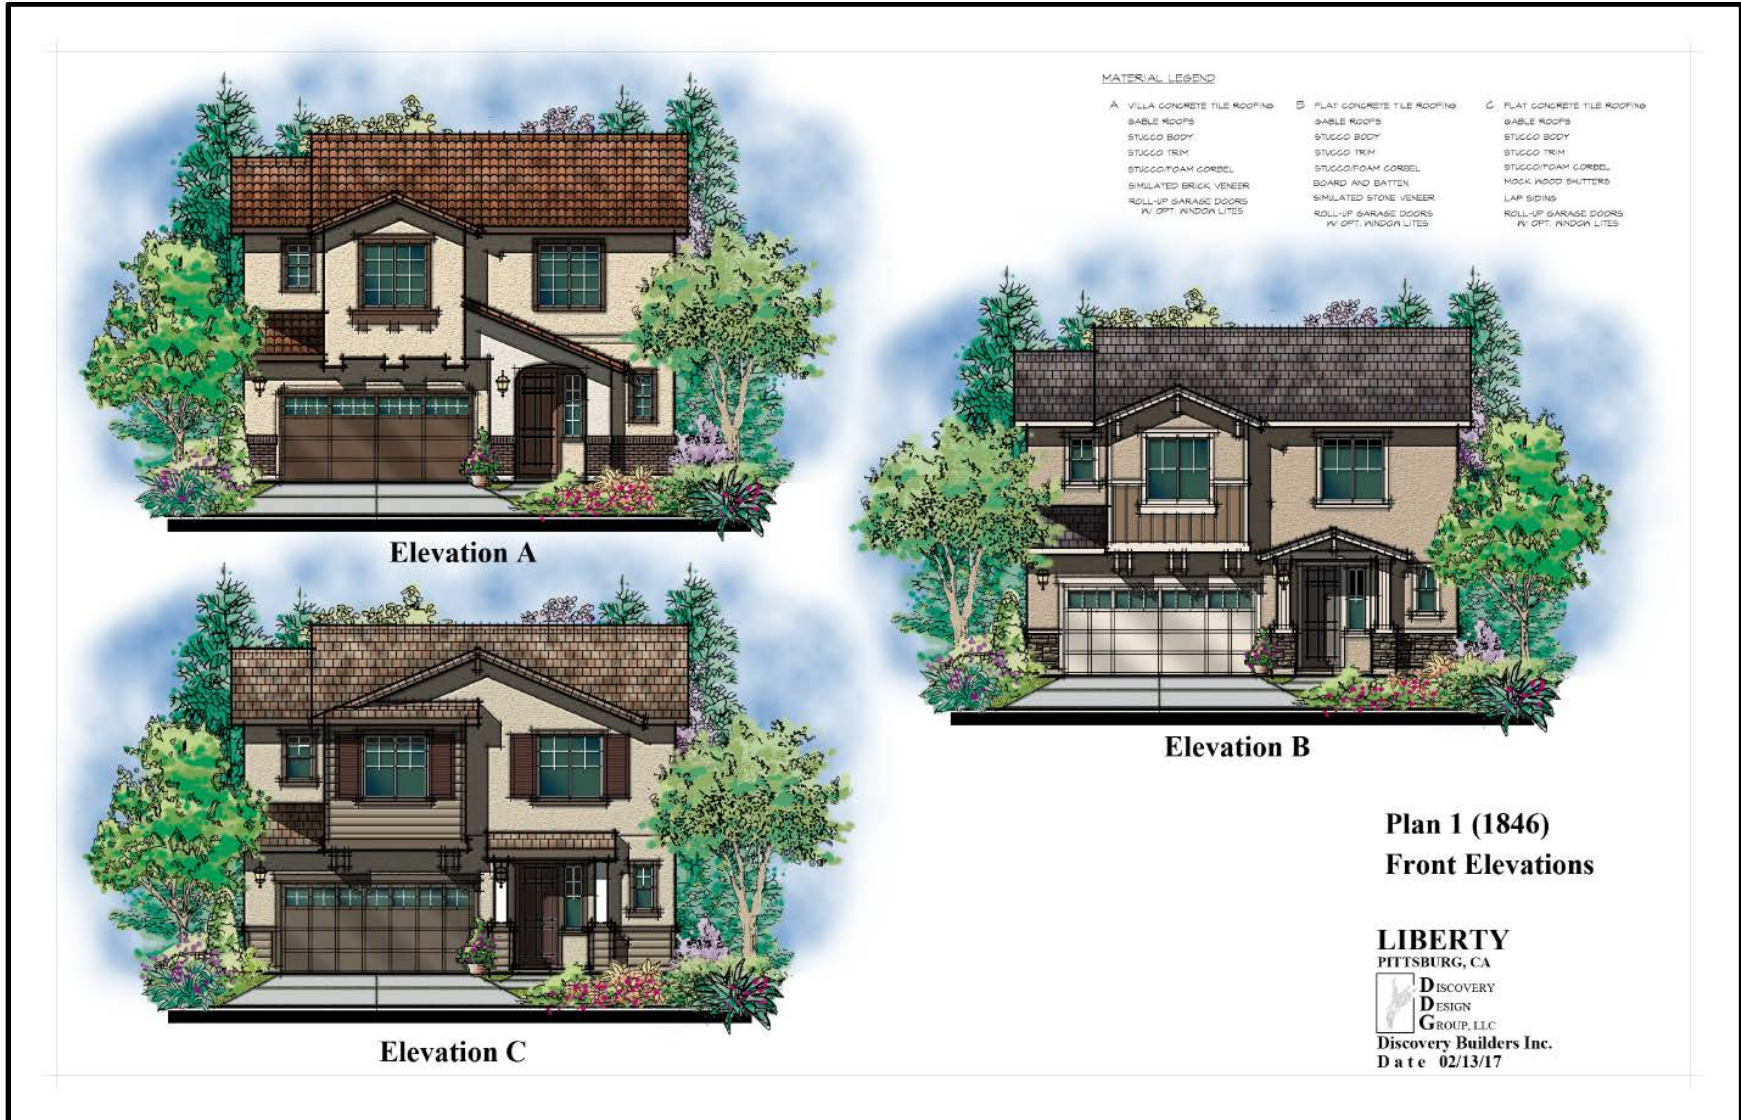 MATERIAL LEGEND
A VILLA CONCRETE TILE ROOFING
GABLE ROOFS
STUCCO BODY
STUCCO TRIM
STUCCO/FOAM CORBEL
SIMULATED BRICK VENEER
ROLL-UP GARAGE DOORS
W/ OPT. WINDOW LITES
B FLAT CONCRETE TILE ROOFING
GABLE ROOFS
STUCCO BODY
STUCCO TRIM
STUCCO/FOAM CORBEL
BOARD AND BATTEN
SIMULATED STONE VENEER
ROLL-UP GARAGE DOORS
W/ OPT. WINDOW LITES
C FLAT CONCRETE TILE ROOFING
GABLE ROOFS
STUCCO BODY
STUCCO TRIM
STUCCO/FOAM CORBEL
MOCK WOOD SHUTTERS
LAP SIDING
ROLL-UP GARAGE DOORS
W/ OPT. WINDOW LITES
Elevation A
Elevation B
Elevation C
Plan 1 (1846)
Front Elevations
LIBERTY
PITTSBURG, CA
DISCOVERY
DESIGN
GROUP, LLC
Discovery Builders Inc.
Date 02/13/17